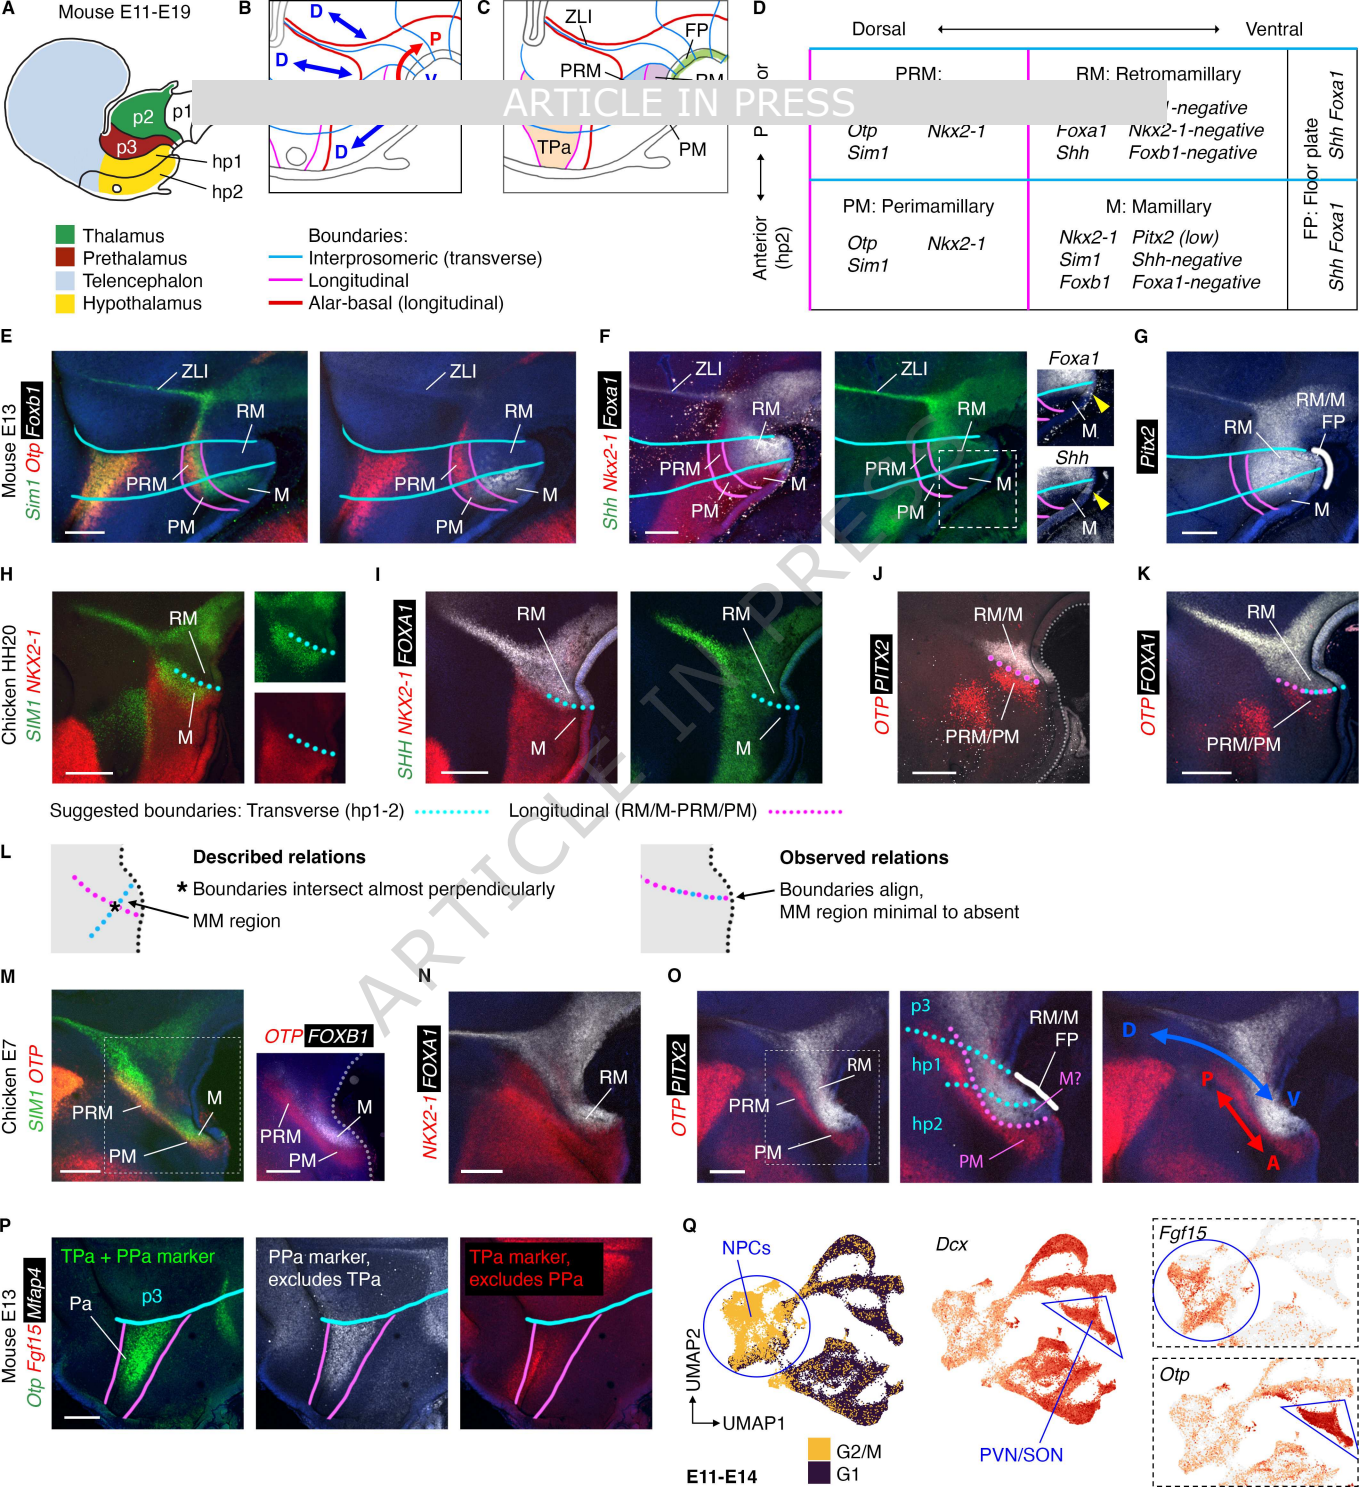 A
Mouse E11-E19
p2
p1
p3
hp1
hp2
Thalamus
Prethalamus
Telencephalon
Hypothalamus
B
D
P
D
D
Boundaries:
Interprosomeric (transverse)
Longitudinal
Alar-basal (longitudinal)
C
ZLI
FP
PRM
TPa
PM
ARTICLE IN PRESS
D
Dorsal
Ventral
Anterior
(hp2)
PRM:
Otp
Nkx2-1
Sim1
RM: Retromamillary
-negative
Foxa1
Nkx2-1-negative
Shh
Foxb1-negative
PM: Perimamillary
Otp
Nkx2-1
Sim1
M: Mamillary
Nkx2-1
Pitx2 (low)
Sim1
Shh-negative
Foxb1
Foxa1-negative
FP: Floor plate
Shh Foxa1
Shh Foxa1
E
Mouse E13
Sim1 Otp Foxb1
ZLI
RM
PRM
M
PM
ZLI
RM
PRM
M
PM
F
Shh Nkx2-1 Foxa1
ZLI
RM
PRM
M
PM
ZLI
RM
PRM
M
PM
Foxa1
M
Shh
M
G
Pitx2
RM/M
FP
RM
M
H
Chicken HH20
SIM1 NKX2-1
RM
M
I
SHH NKX2-1 FOXA1
RM
M
RM
M
J
OTP PITX2
RM/M
PRM/PM
K
OTP FOXA1
RM
PRM/PM
Suggested boundaries: Transverse (hp1-2)
Longitudinal (RM/M-PRM/PM)
L
Described relations
* Boundaries intersect almost perpendicularly
*
MM region
Observed relations
Boundaries align,
MM region minimal to absent
M
Chicken E7
SIM1 OTP
PRM
M
PM
OTP FOXB1
M
PRM
PM
N
NKX2-1 FOXA1
RM
O
OTP PITX2
RM
PRM
PM
p3
RM/M
FP
hp1
M?
hp2
PM
D
P
V
A
P
Mouse E13
Otp Fgf15 Mfap4
TPa + PPa marker
p3
Pa
PPa marker,
excludes TPa
TPa marker,
excludes PPa
Q
NPCs
UMAP2
UMAP1
E11-E14
G2/M
G1
Dcx
PVN/SON
Fgf15
Otp
ARTICLE IN PRESS